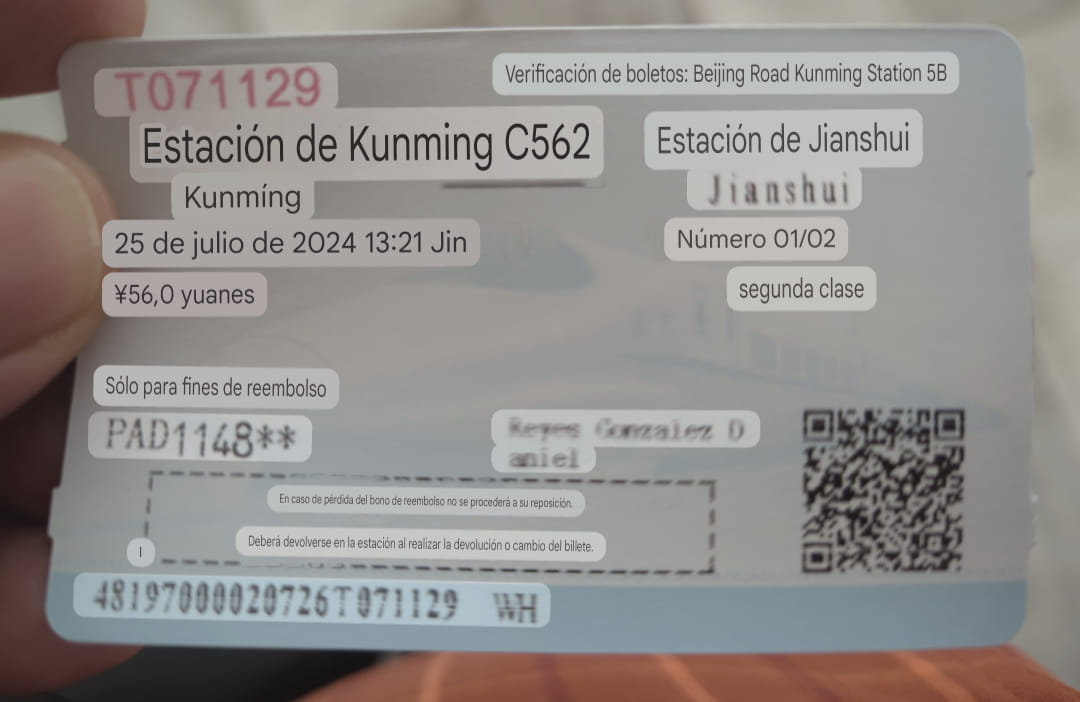 T071129
Verificación de boletos: Beijing Road Kunming Station 5B
Estación de Kunming C562
Estación de Jianshui
Kunmíng
Jianshui
25 de julio de 2024 13:21 Jin
Número 01/02
¥56,0 yuanes
segunda clase
Sólo para fines de reembolso
PAD1148**
Reyes Gonzalez D
aniel
En caso de pérdida del bono de reembolso no se procederá a su reposición.
Deberá devolverse en la estación al realizar la devolución o cambio del billete.
I
48197000020726T071129 WH